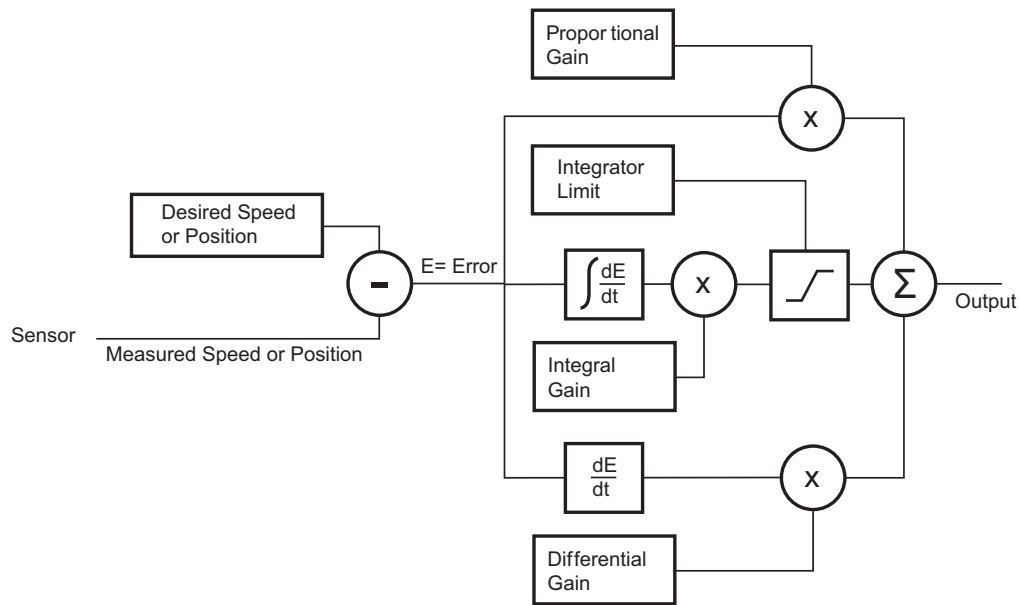 Propor tional
Gain
X
Integrator
Limit
Desired Speed
or Position
-
E= Error
∫ dE
dt
X
Σ
Output
Sensor
Measured Speed or Position
Integral
Gain
dE
dt
X
Differential
Gain